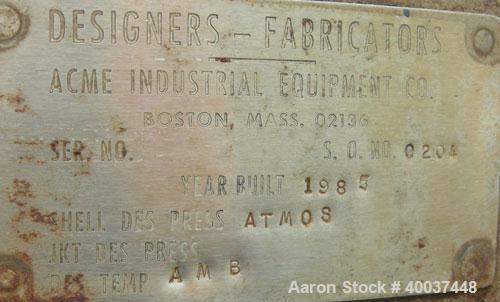 DESIGNERS - FABRICATORS
ACME INDUSTRIAL EQUIPMENT CO.
BOSTON, MASS. 02136
SER. NO. S. O. NO. 0204
YEAR BUILT 1985
SHELL DES PRESS ATMOS
JKT DES PRESS
DES TEMP AMB
Aaron Stock # 40037448